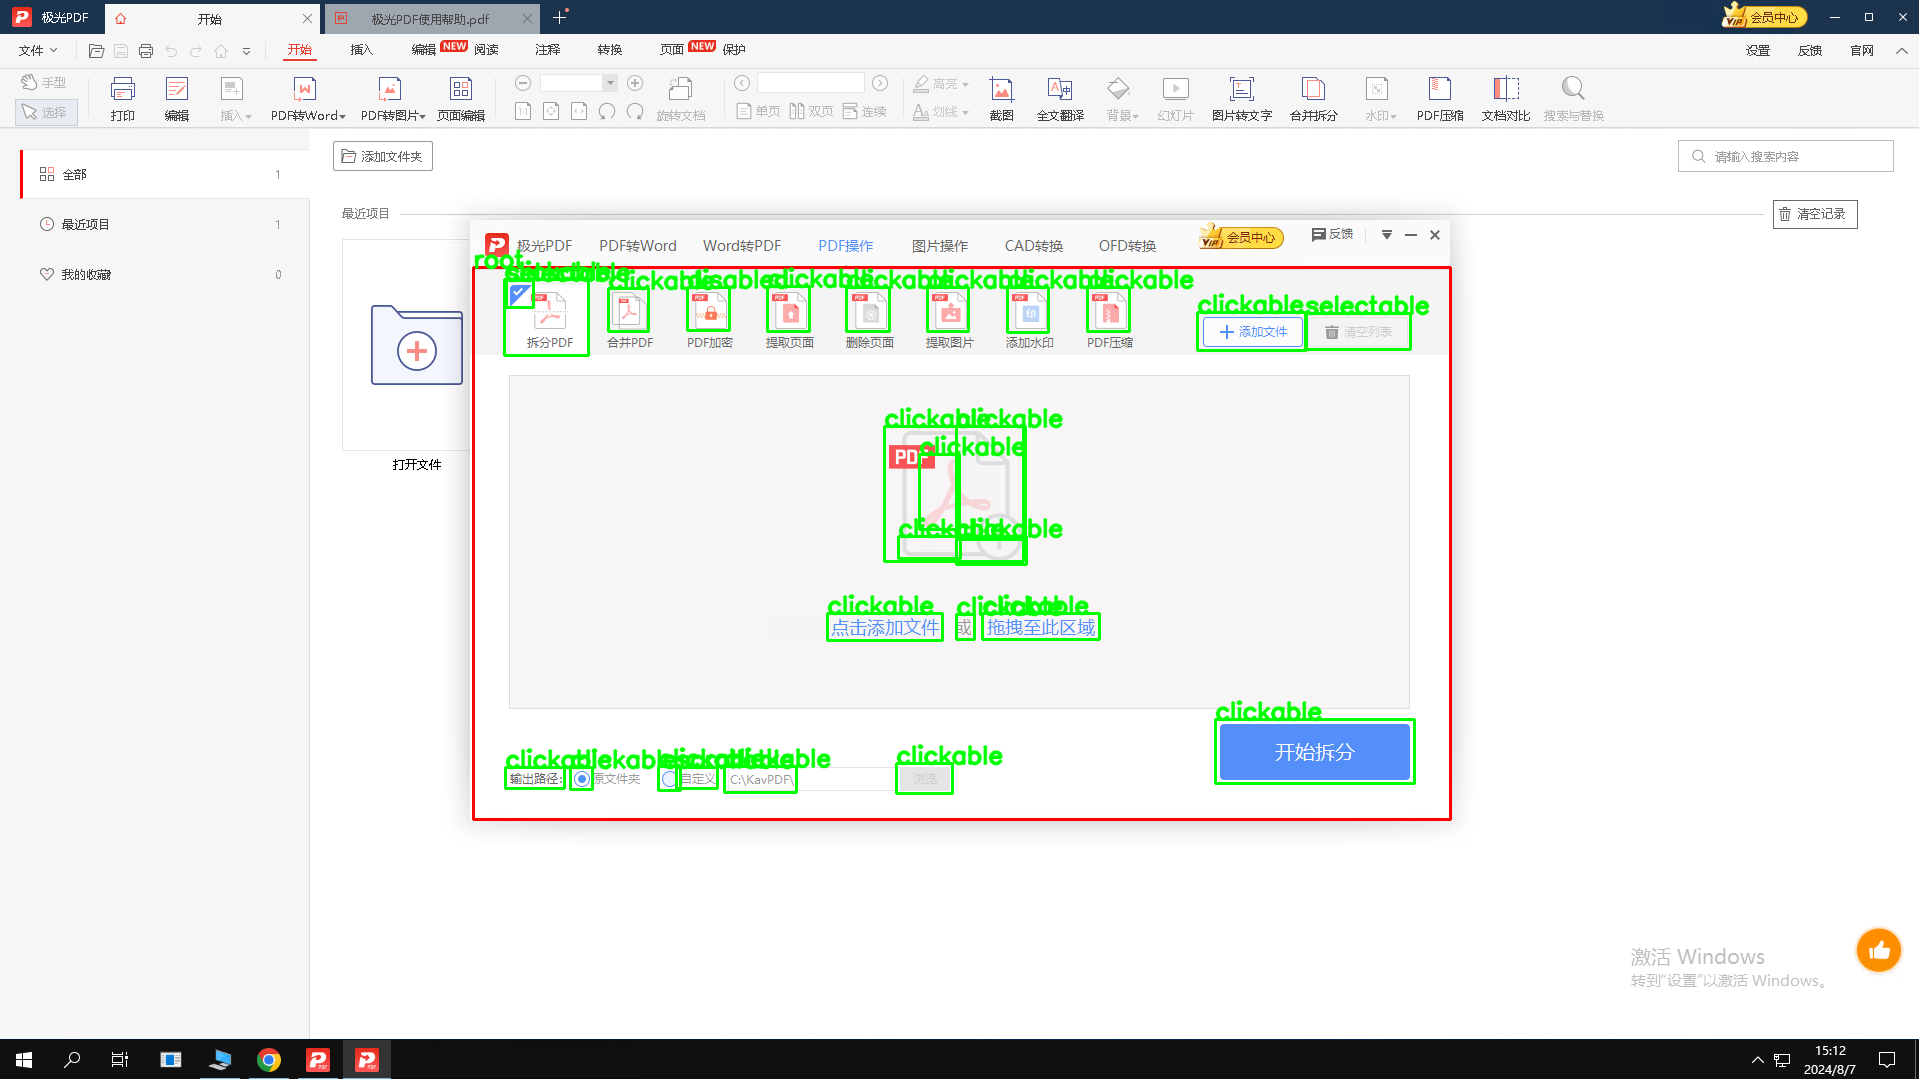 极光PDF 开始 极光PDF使用帮助.pdf VIP 会员中心
文件 开始 插入 编辑 NEW 阅读 注释 转换 页面 NEW 保护 设置 反馈 官网
手型 选择 打印 编辑 插入 PDF转Word PDF转图片 页面编辑 1:1 旋转文档 单页 双页 连续 高亮 划线 截图 全文翻译 背景 幻灯片 图片转文字 合并拆分 水印 PDF压缩 文档对比 搜索与替换
全部 1
最近项目 1
我的收藏 0
添加文件夹 请输入搜索内容
最近项目 清空记录
打开文件
极光PDF PDF转Word Word转PDF PDF操作 图片操作 CAD转换 OFD转换 VIP 会员中心 反馈
root
clickable disabled clickable clickable clickable clickable clickable
clickable selectable
拆分PDF 合并PDF PDF加密 提取页面 删除页面 提取图片 添加水印 PDF压缩 添加文件 清空列表
clickable clickable
clickable
PDF
clickable clickable
clickable clickable clickable
点击添加文件 或 拖拽至此区域
clickable
开始拆分
clickable clickable clickable clickable clickable
输出路径: 原文件夹 自定义 C:\KavPDF\ 浏览
激活 Windows
转到"设置"以激活 Windows。
15:12
2024/8/7